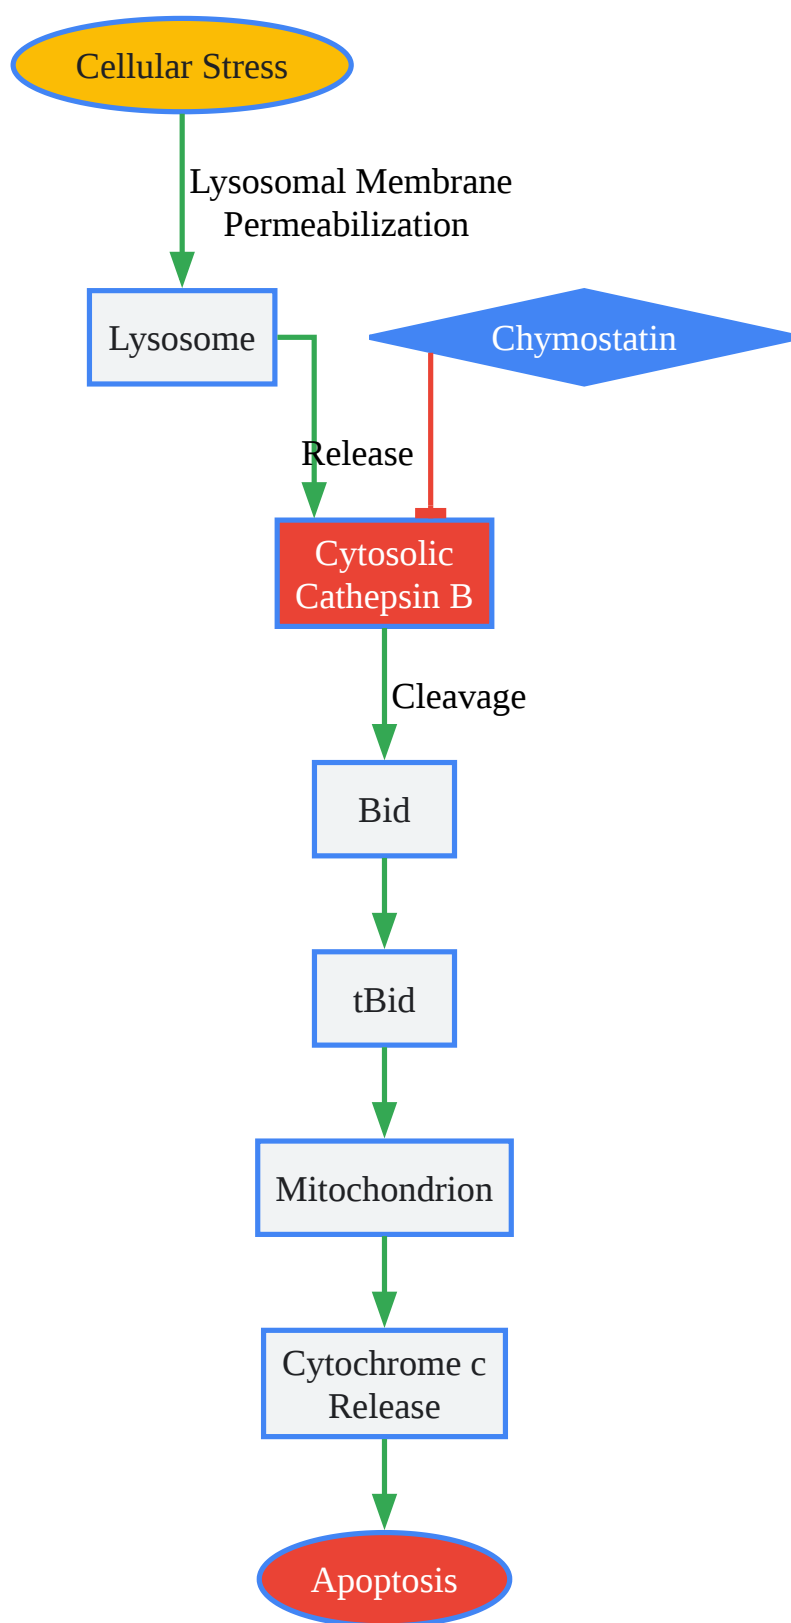 Cellular Stress
Lysosomal Membrane
Permeabilization
Lysosome
Chymostatin
Release
Cytosolic
Cathepsin B
Cleavage
Bid
tBid
Mitochondrion
Cytochrome c
Release
Apoptosis